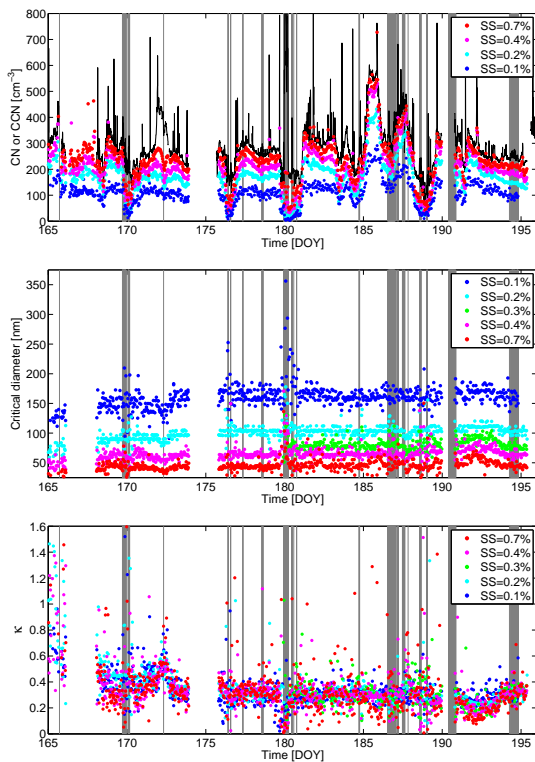 800
700
600
500
400
300
200
100
0
CN or CCN [cm⁻³]
SS=0.7%
SS=0.4%
SS=0.2%
SS=0.1%
165 170 175 180 185 190 195
Time [DOY]
350
300
250
200
150
100
50
Critical diameter [nm]
SS=0.1%
SS=0.2%
SS=0.3%
SS=0.4%
SS=0.7%
165 170 175 180 185 190 195
Time [DOY]
1.6
1.4
1.2
1
0.8
0.6
0.4
0.2
0
κ
SS=0.7%
SS=0.4%
SS=0.3%
SS=0.2%
SS=0.1%
165 170 175 180 185 190 195
Time [DOY]